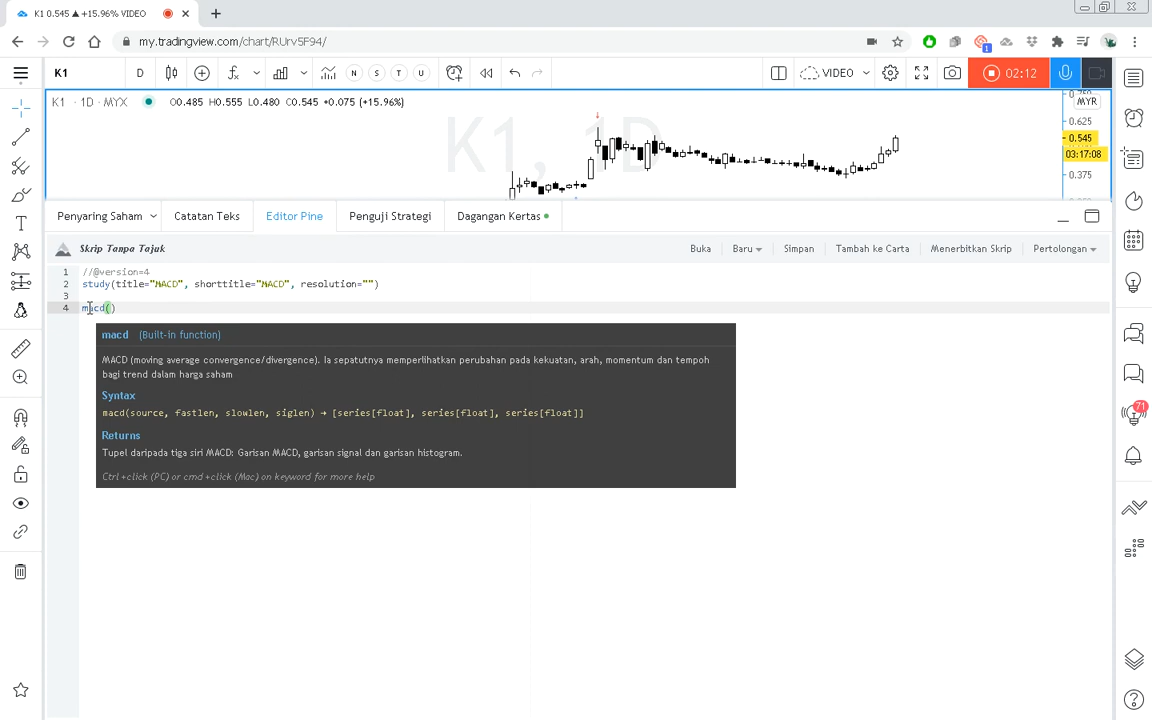 K1 0.545 ▲ +15.96% VIDEO
my.tradingview.com/chart/RUrv5F94/
1
K1
D
N
S
T
U
VIDEO
02:12
K1 · 1D · MYX
O0.485 H0.555 L0.480 C0.545 +0.075 (+15.96%)
K1, 1D
MYR
0.625
0.545
03:17:08
0.375
Penyaring Saham
Catatan Teks
Editor Pine
Penguji Strategi
Dagangan Kertas
Skrip Tanpa Tajuk
Buka
Baru
Simpan
Tambah ke Carta
Menerbitkan Skrip
Pertolongan
1 //@version=4
2 study(title="MACD", shorttitle="MACD", resolution="")
3
4 macd()
macd (Built-in function)
MACD (moving average convergence/divergence). Ia sepatutnya memperlihatkan perubahan pada kekuatan, arah, momentum dan tempoh
bagi trend dalam harga saham
Syntax
macd(source, fastlen, slowlen, siglen) → [series[float], series[float], series[float]]
Returns
Tupel daripada tiga siri MACD: Garisan MACD, garisan signal dan garisan histogram.
Ctrl+click (PC) or cmd+click (Mac) on keyword for more help
71